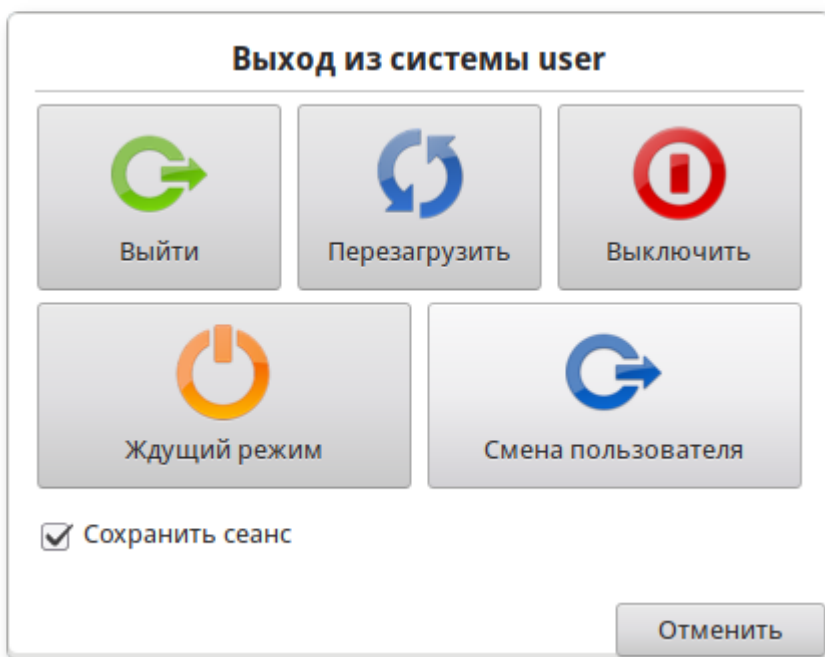 Выход из системы user
Выйти
Перезагрузить
Выключить
Ждущий режим
Смена пользователя
Сохранить сеанс
Отменить